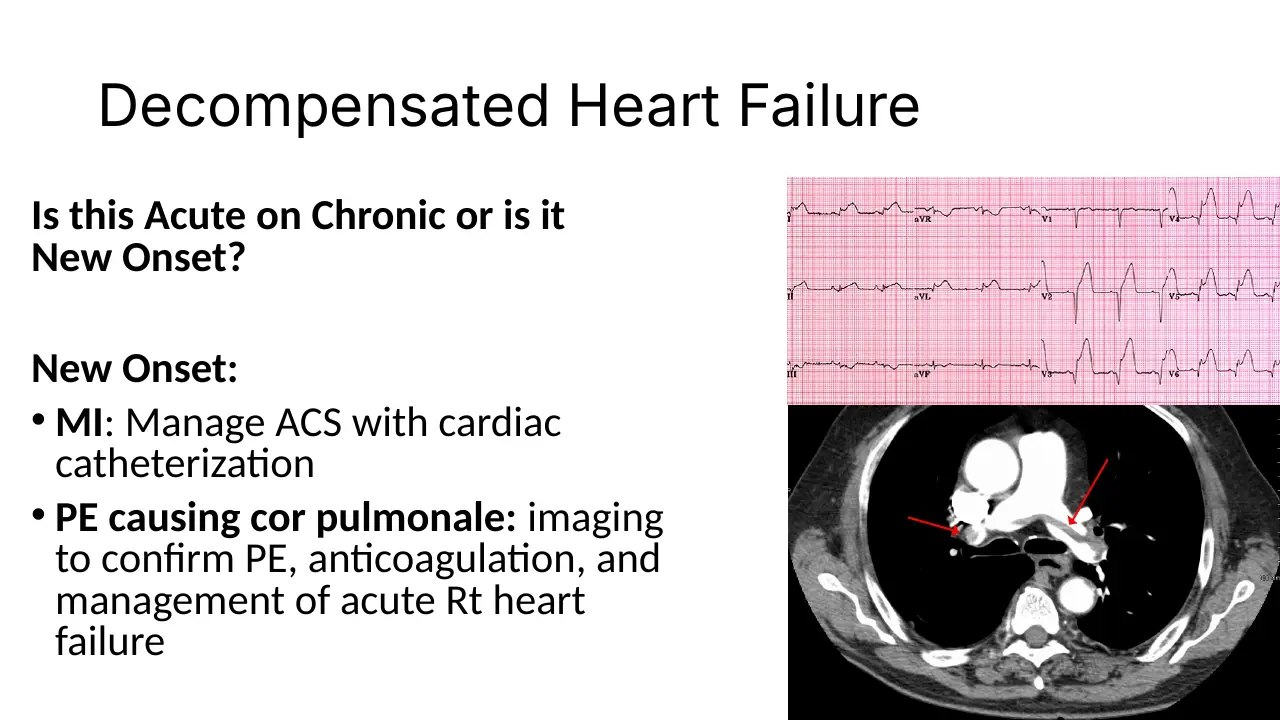 Decompensated Heart Failure
Is this Acute on Chronic or is it
New Onset?
New Onset:
• MI: Manage ACS with cardiac
catheterization
• PE causing cor pulmonale: imaging
to confirm PE, anticoagulation, and
management of acute Rt heart
failure
I aVR V1 V4
II aVL V2 V5
III aVF V3 V6